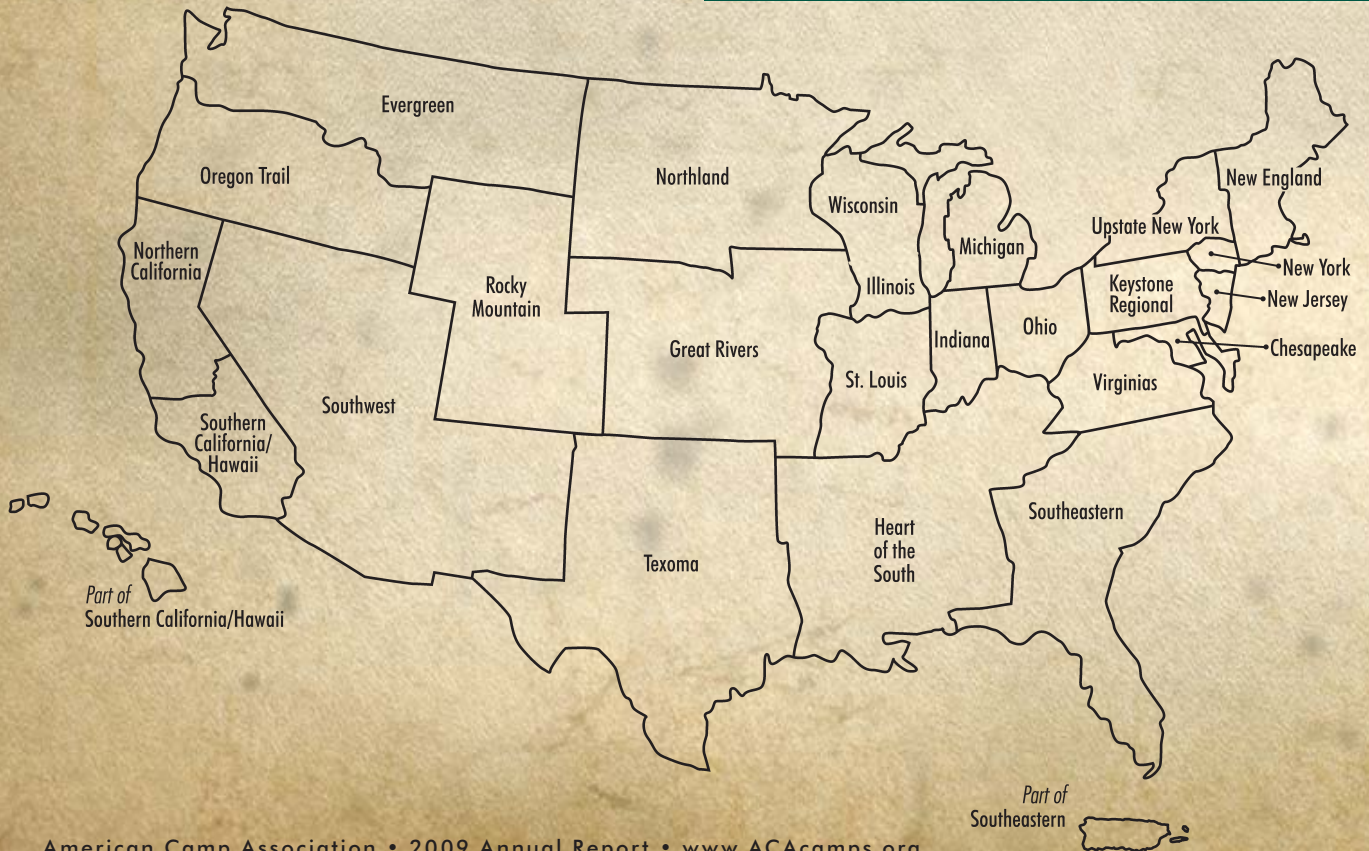 Evergreen
Oregon Trail
Northland
New England
Wisconsin
Upstate New York
Michigan
Northern
California
New York
Rocky
Mountain
Illinois
Keystone
Regional
New Jersey
Indiana
Ohio
Great Rivers
Chesapeake
St. Louis
Virginias
Southwest
Southern
California/
Hawaii
Southeastern
Heart
of the
South
Texoma
Part of
Southern California/Hawaii
Part of
Southeastern
American Camp Association • 2009 Annual Report • www.ACAcamps.org